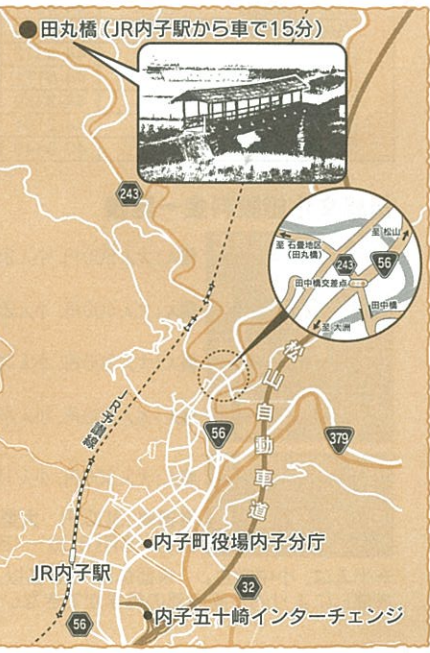 田丸橋（JR内子駅から車で15分）
243
至 石畳地区
（田丸橋）
至 松山
243
56
田中橋交差点
田中橋
至 大洲
松山自動車道
JR予讃線
56
379
内子町役場内子分庁
JR内子駅
32
56
内子五十崎インターチェンジ